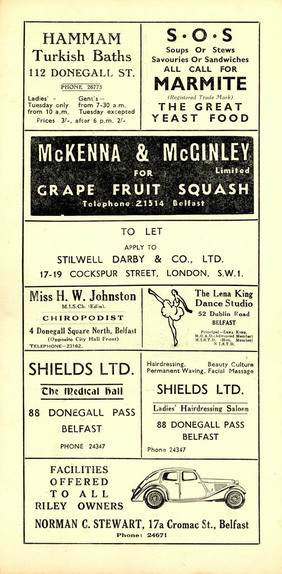 HAMMAM
Turkish Baths
112 DONEGALL ST.
PHONE 26773
Ladies' - Gent's -
Tuesday only from 7-30 a.m.
from 10 a.m. Tuesday excepted
Prices 3/-, after 6 p.m. 2/-
S·O·S
Soups Or Stews
Savouries Or Sandwiches
ALL CALL FOR
MARMITE
(Registered Trade Mark)
THE GREAT
YEAST FOOD
McKENNA & McGINLEY
Limited
FOR
GRAPE FRUIT SQUASH
Telephone 21514 Belfast
TO LET
APPLY TO
STILWELL DARBY & CO., LTD.
17-19 COCKSPUR STREET, LONDON, S.W.1.
Miss H. W. Johnston
M.I.S.Ch. (Edin).
CHIROPODIST
4 Donegall Square North, Belfast
(Opposite City Hall Front)
TELEPHONE-23162.
The Lena King
Dance Studio
52 Dublin Road
BELFAST
Principal-LENA KING,
SHIELDS LTD.
The Medical Hall
88 DONEGALL PASS
BELFAST
PHONE 24347
Hairdressing, Beauty Culture
Permanent Waving, Facial Massage
SHIELDS LTD.
Ladies' Hairdressing Saloon
88 DONEGALL PASS
BELFAST
Phone 24347
FACILITIES
OFFERED
TO ALL
RILEY OWNERS
NORMAN C. STEWART, 17a Cromac St., Belfast
Phone: 24671